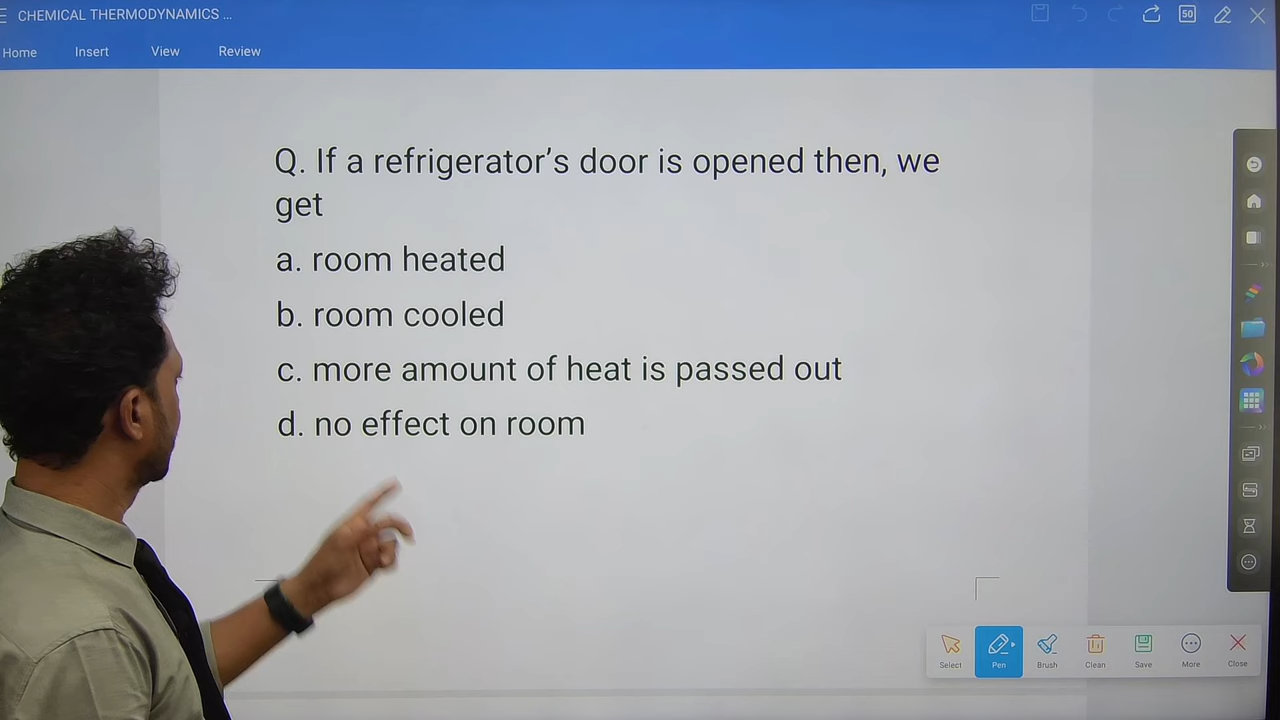 CHEMICAL THERMODYNAMICS ...
50
Home Insert View Review
Q. If a refrigerator’s door is opened then, we
get
a. room heated
b. room cooled
c. more amount of heat is passed out
d. no effect on room
Select Pen Brush Clean Save More Close